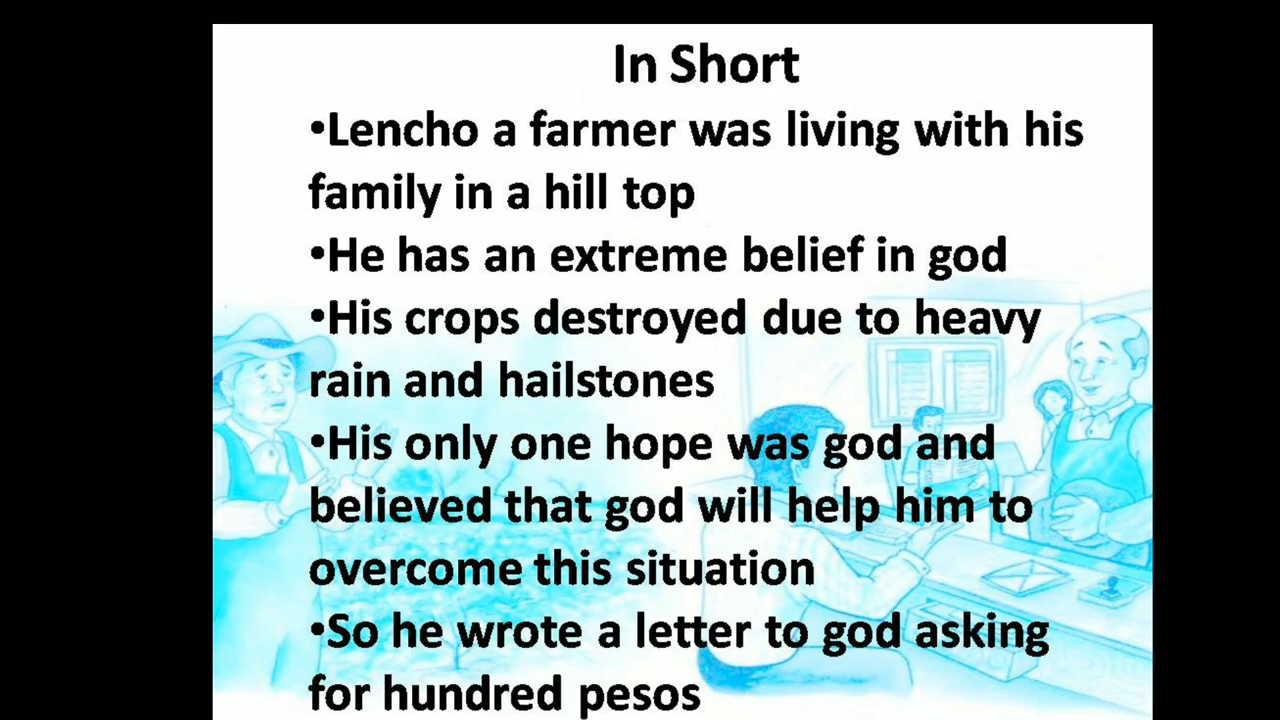 In Short
•Lencho a farmer was living with his
family in a hill top
•He has an extreme belief in god
•His crops destroyed due to heavy
rain and hailstones
•His only one hope was god and
believed that god will help him to
overcome this situation
•So he wrote a letter to god asking
for hundred pesos